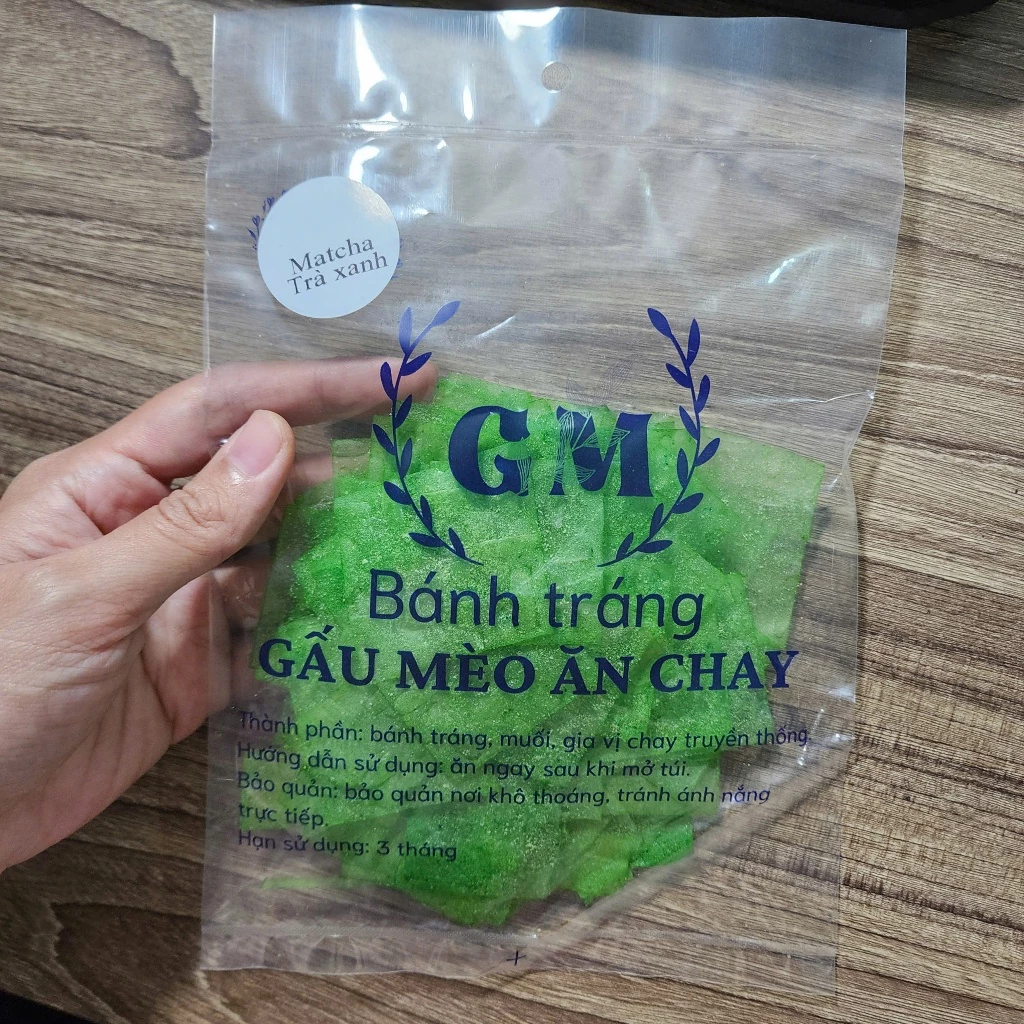 Matcha
Trà xanh
GM
Bánh tráng
GẤU MÈO ĂN CHAY
Thành phần: bánh tráng, muối, gia vị chay truyền thống.
Hướng dẫn sử dụng: ăn ngay sau khi mở túi.
Bảo quản: bảo quản nơi khô thoáng, tránh ánh nắng
trực tiếp.
Hạn sử dụng: 3 tháng